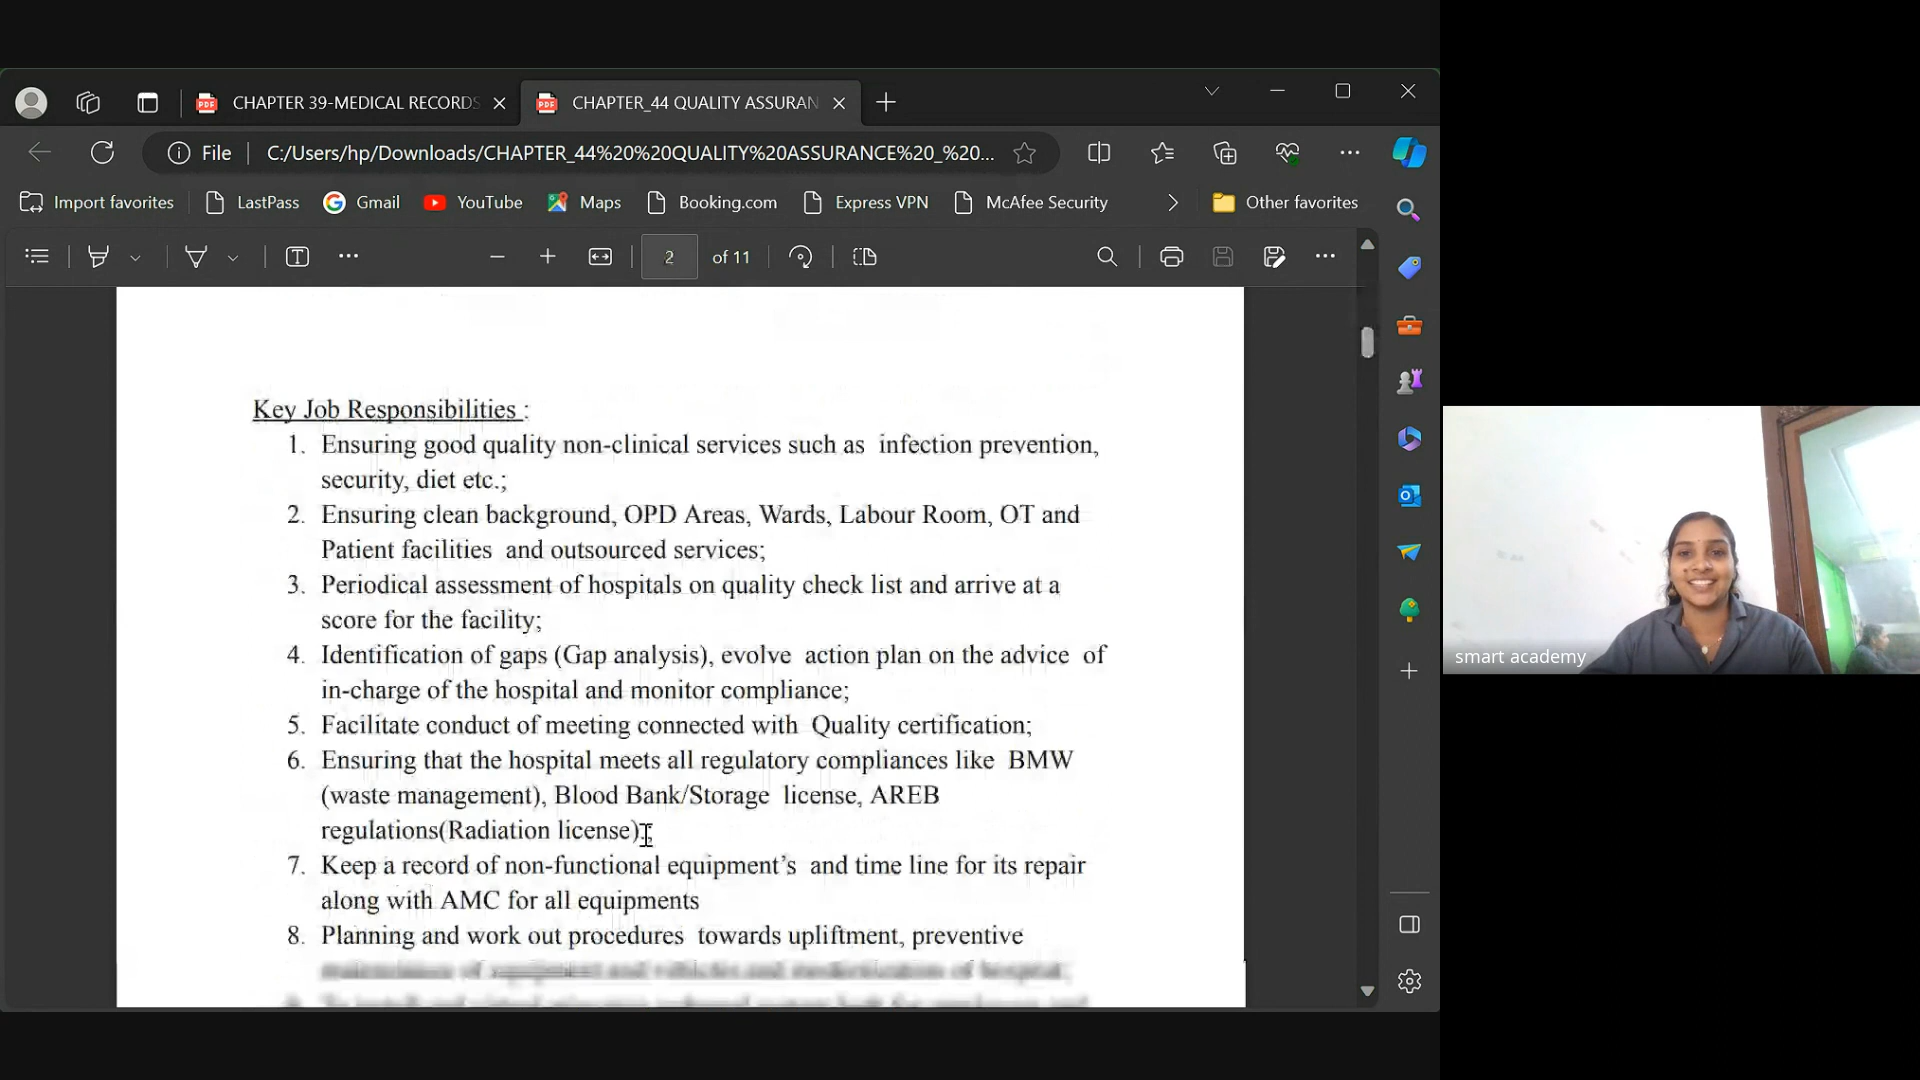 CHAPTER 39-MEDICAL RECORDS
CHAPTER_44 QUALITY ASSURAN
File
C:/Users/hp/Downloads/CHAPTER_44%20%20QUALITY%20ASSURANCE%20_%20...
Import favorites
LastPass
Gmail
YouTube
Maps
Booking.com
Express VPN
McAfee Security
Other favorites
2 of 11
Key Job Responsibilities :
1. Ensuring good quality non-clinical services such as infection prevention,
security, diet etc.;
2. Ensuring clean background, OPD Areas, Wards, Labour Room, OT and
Patient facilities and outsourced services;
3. Periodical assessment of hospitals on quality check list and arrive at a
score for the facility;
4. Identification of gaps (Gap analysis), evolve action plan on the advice of
in-charge of the hospital and monitor compliance;
5. Facilitate conduct of meeting connected with Quality certification;
6. Ensuring that the hospital meets all regulatory compliances like BMW
(waste management), Blood Bank/Storage license, AREB
regulations(Radiation license).;
7. Keep a record of non-functional equipment's and time line for its repair
along with AMC for all equipments
8. Planning and work out procedures towards upliftment, preventive
smart academy